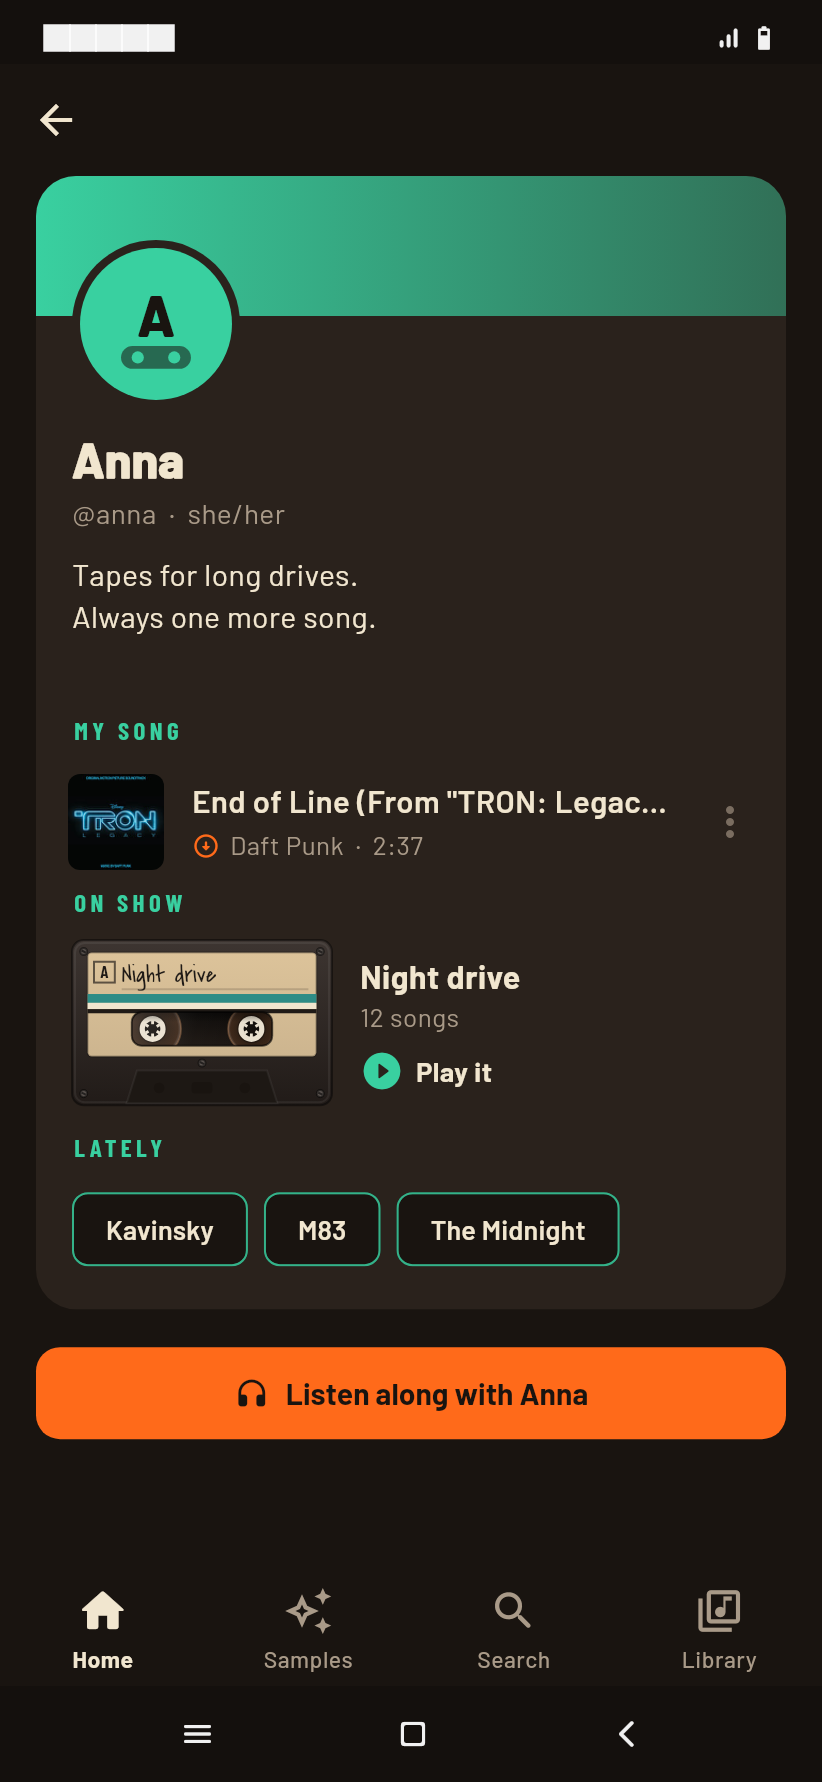 A
Anna
@anna · she/her
Tapes for long drives.
Always one more song.
MY SONG
TRON
LEGACY
End of Line (From "TRON: Legac...
Daft Punk · 2:37
ON SHOW
A Night drive
Night drive
12 songs
Play it
LATELY
Kavinsky
M83
The Midnight
Listen along with Anna
Home
Samples
Search
Library